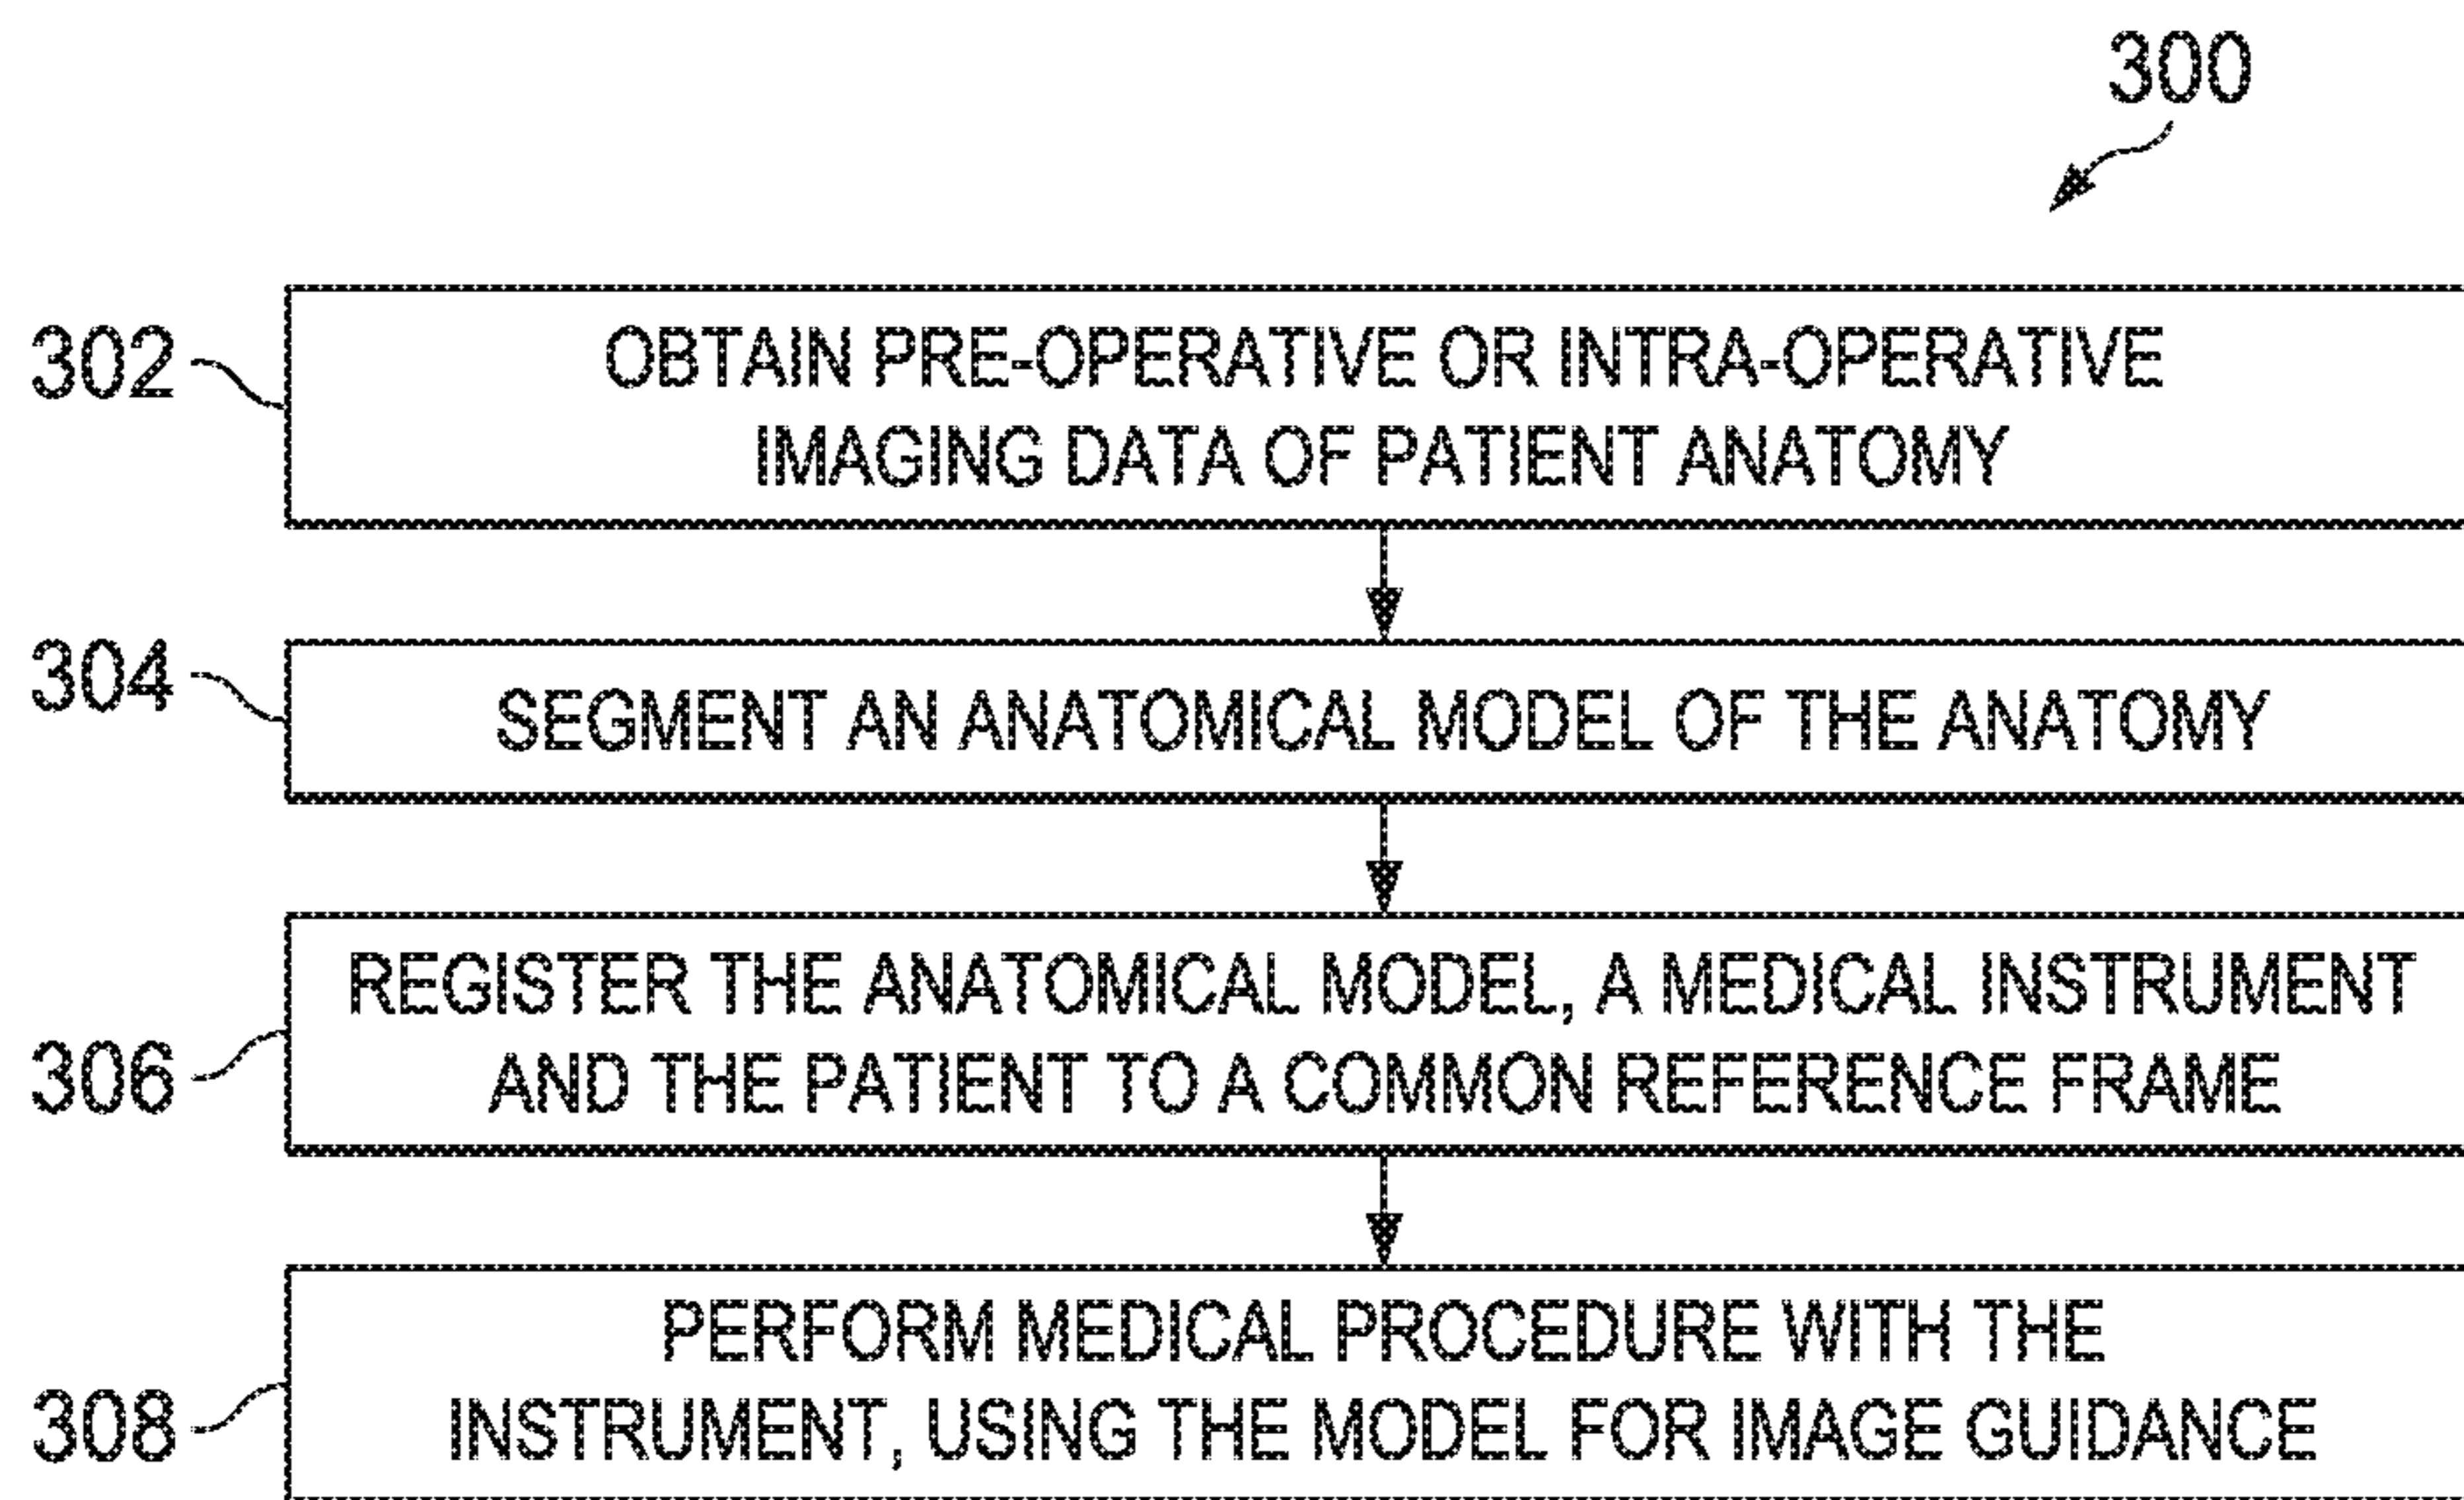 300
302
OBTAIN PRE-OPERATIVE OR INTRA-OPERATIVE
IMAGING DATA OF PATIENT ANATOMY
304
SEGMENT AN ANATOMICAL MODEL OF THE ANATOMY
306
REGISTER THE ANATOMICAL MODEL, A MEDICAL INSTRUMENT
AND THE PATIENT TO A COMMON REFERENCE FRAME
308
PERFORM MEDICAL PROCEDURE WITH THE
INSTRUMENT, USING THE MODEL FOR IMAGE GUIDANCE